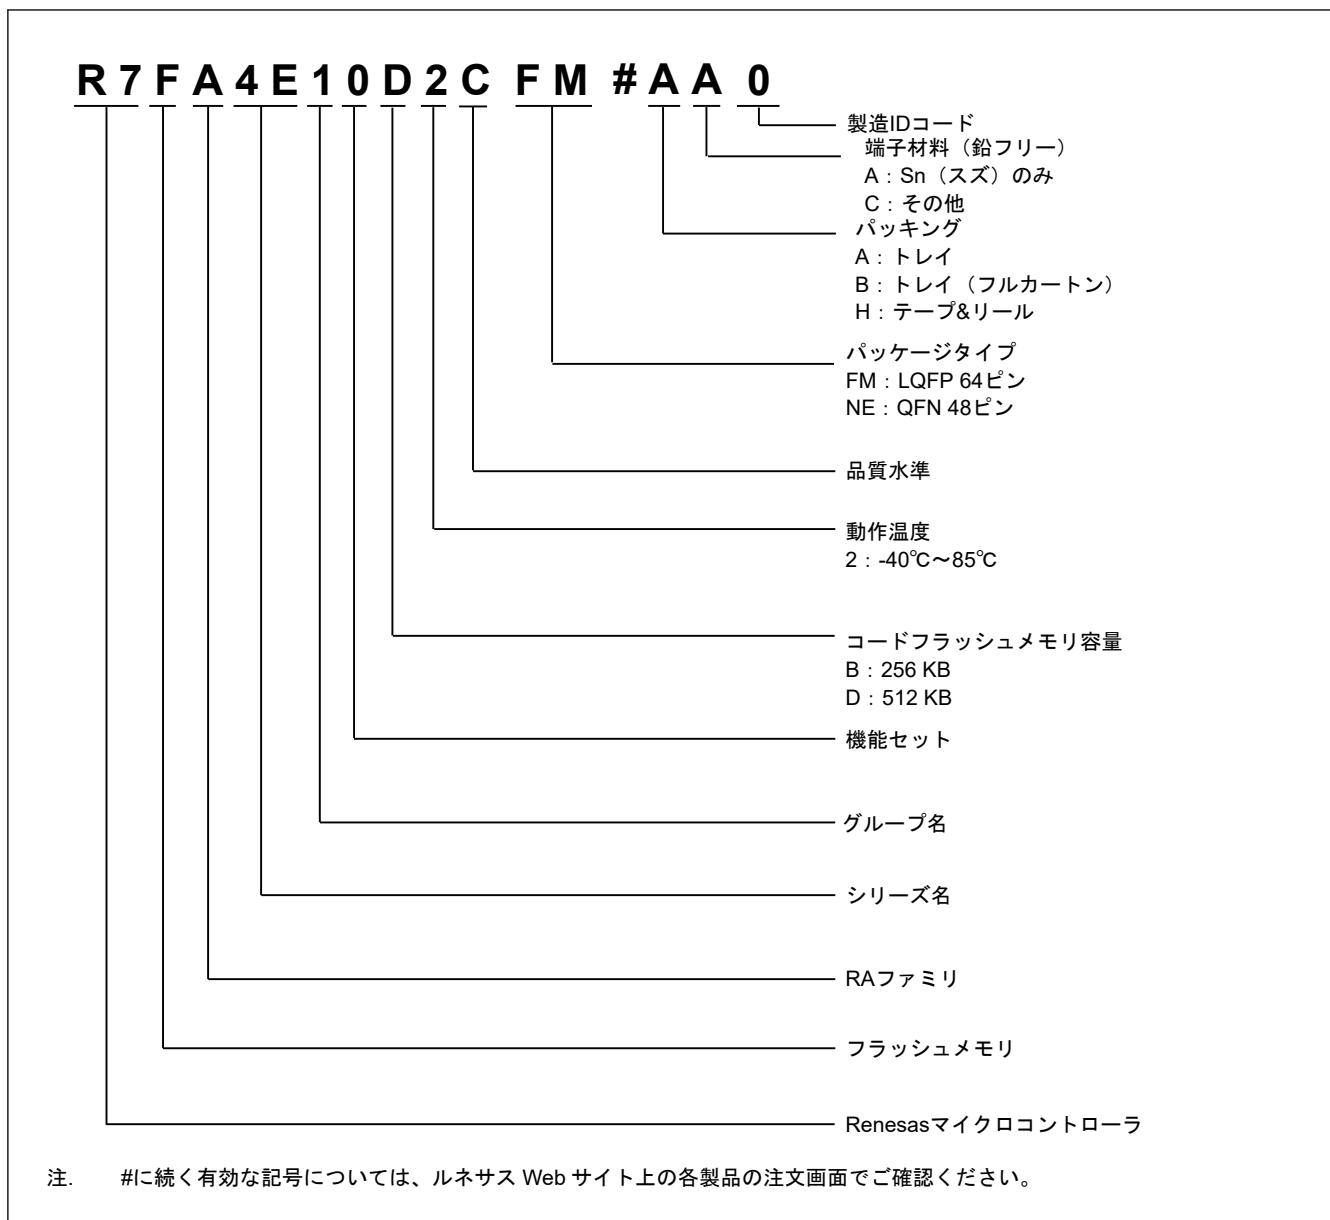 R7FA4E10D2C FM #AA0
製造IDコード
端子材料（鉛フリー）
A：Sn（スズ）のみ
C：その他
パッキング
A：トレイ
B：トレイ（フルカートン）
H：テープ&リール
パッケージタイプ
FM：LQFP 64ピン
NE：QFN 48ピン
品質水準
動作温度
2：-40℃～85℃
コードフラッシュメモリ容量
B：256 KB
D：512 KB
機能セット
グループ名
シリーズ名
RAファミリ
フラッシュメモリ
Renesasマイクロコントローラ
注. #に続く有効な記号については、ルネサス Web サイト上の各製品の注文画面でご確認ください。